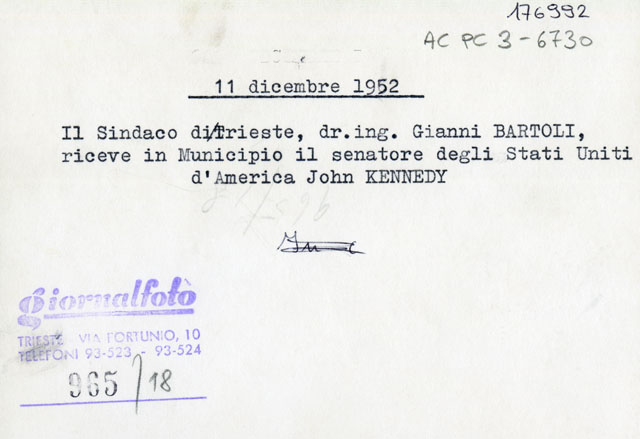 176992
AC PC 3-6730
11 dicembre 1952
Il Sindaco di/Trieste, dr.ing. Gianni BARTOLI,
riceve in Municipio il senatore degli Stati Uniti
d'America John KENNEDY
giornalfotò
TRIESTE - VIA FORTUNIO, 10
TELEFONI 93-523 - 93-524
965/18